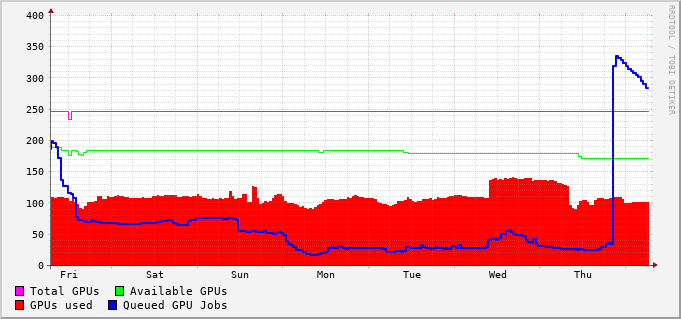 400
350
300
250
200
150
100
50
0
Fri Sat Sun Mon Tue Wed Thu
Total GPUs Available GPUs
GPUs used Queued GPU Jobs
RRDTOOL / TOBI OETIKER